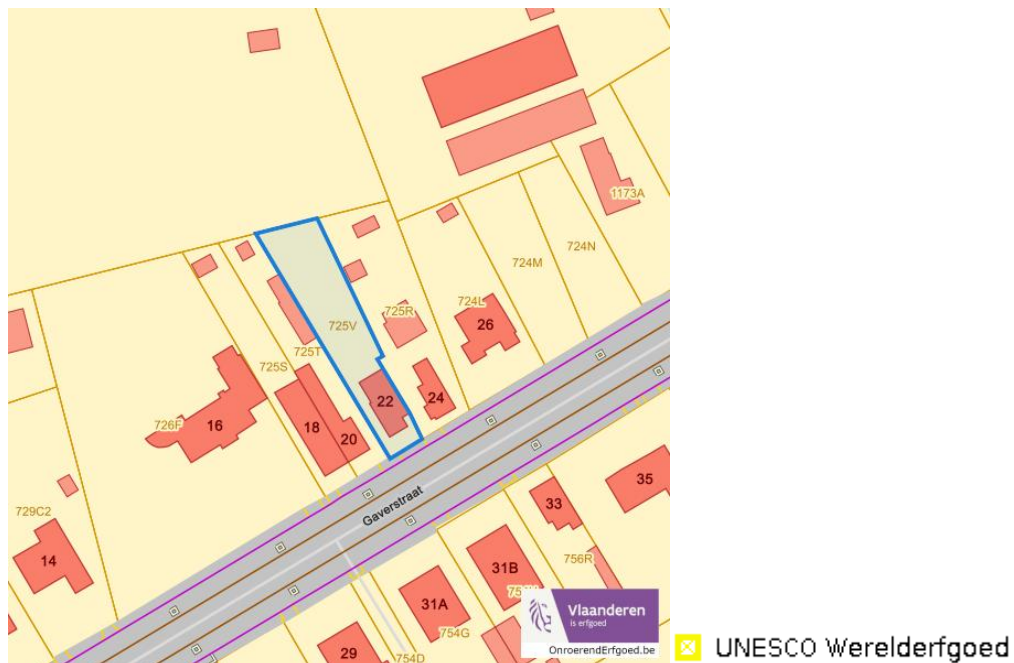 1173A
724N
724M
724L
26
725R
725V
725T
725S
22
24
726F
16
18
20
Gaverstraat
729C2
14
35
33
756R
31B
31A
754G
29
754D
Vlaanderen
is erfgoed
OnroerendErfgoed.be
UNESCO Werelderfgoed